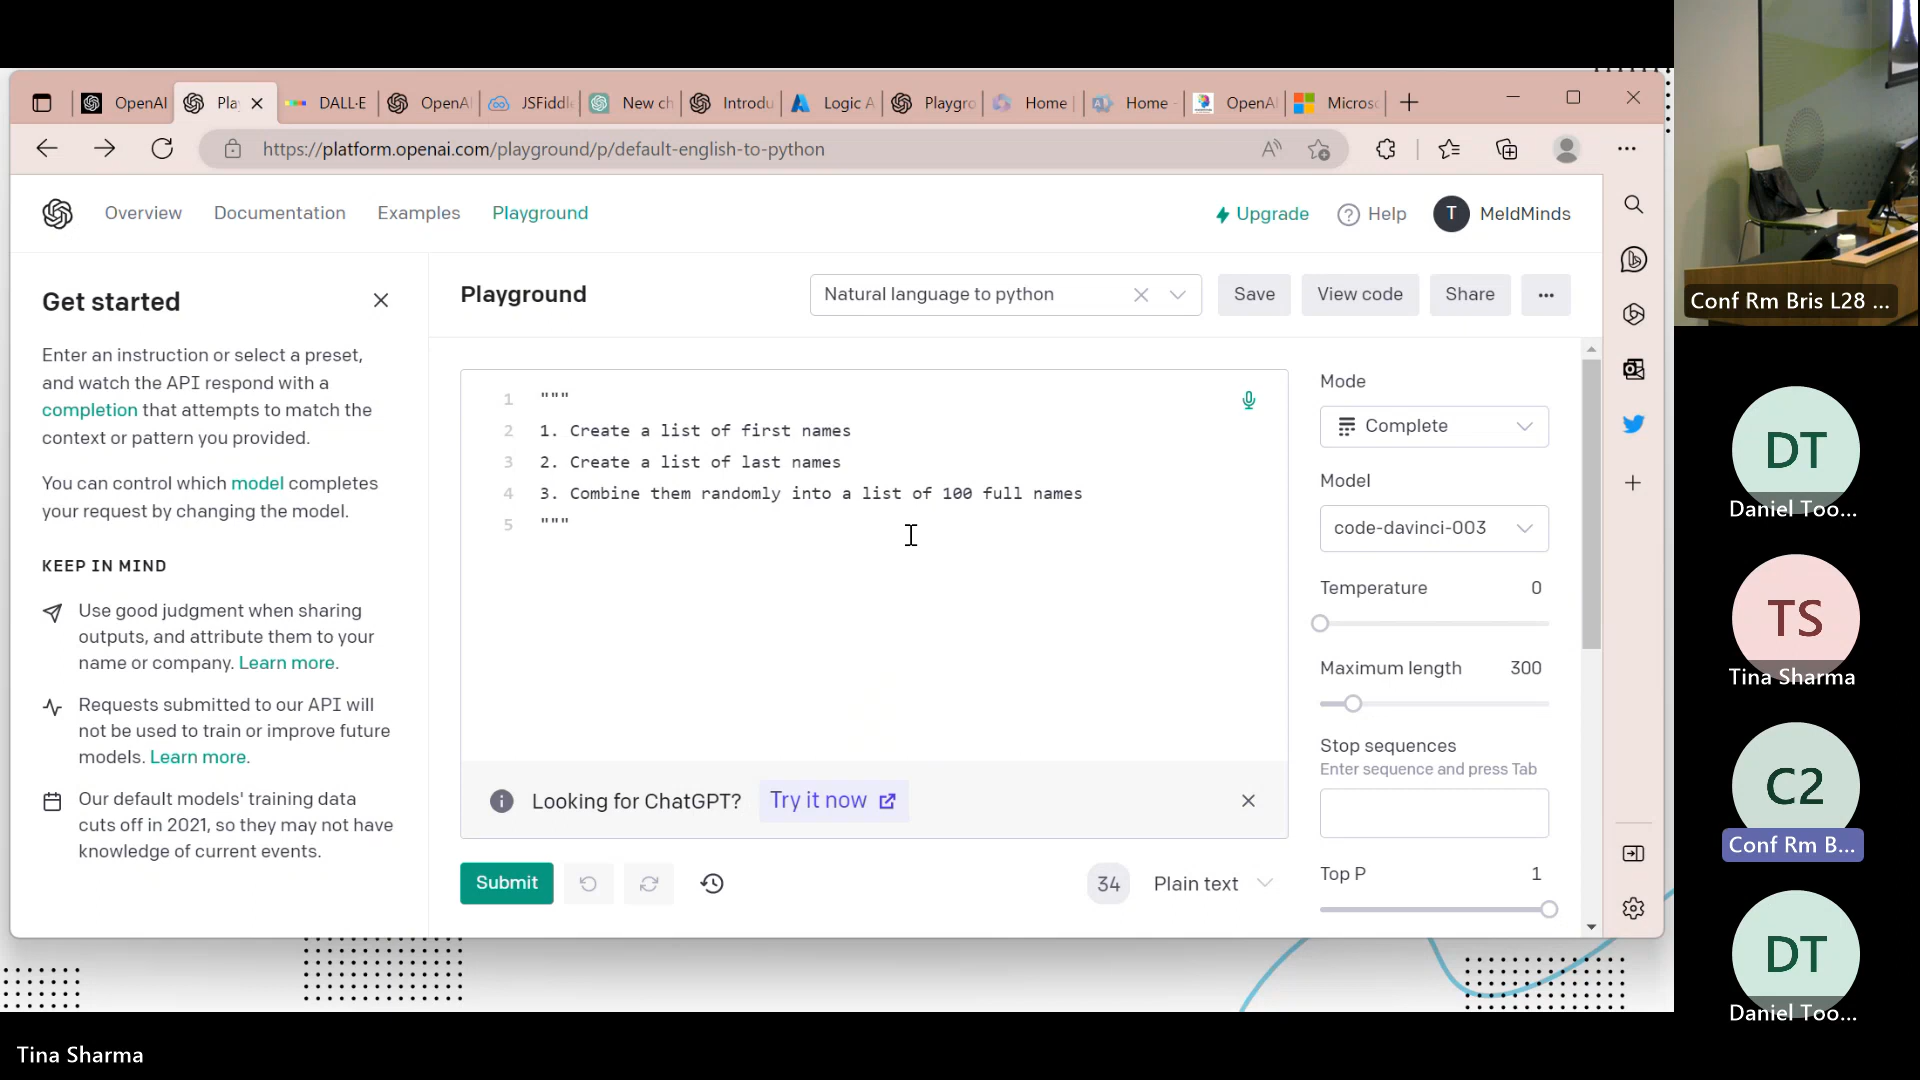 OpenAI
Pla
DALL·E
OpenA
JSFiddl
New ch
Introdu
Logic A
Playgro
Home
Home -
OpenA
Micros
https://platform.openai.com/playground/p/default-english-to-python
Overview
Documentation
Examples
Playground
Upgrade
? Help
T MeldMinds
Get started
Enter an instruction or select a preset,
and watch the API respond with a
completion that attempts to match the
context or pattern you provided.
You can control which model completes
your request by changing the model.
KEEP IN MIND
Use good judgment when sharing
outputs, and attribute them to your
name or company. Learn more.
Requests submitted to our API will
not be used to train or improve future
models. Learn more.
Our default models' training data
cuts off in 2021, so they may not have
knowledge of current events.
Playground
Natural language to python
Save
View code
Share
...
1 """
2 1. Create a list of first names
3 2. Create a list of last names
4 3. Combine them randomly into a list of 100 full names
5 """
Looking for ChatGPT? Try it now
Submit
34
Plain text
Mode
Complete
Model
code-davinci-003
Temperature 0
Maximum length 300
Stop sequences
Enter sequence and press Tab
Top P 1
Conf Rm Bris L28 ...
DT
Daniel Too...
TS
Tina Sharma
C2
Conf Rm B...
DT
Daniel Too...
Tina Sharma